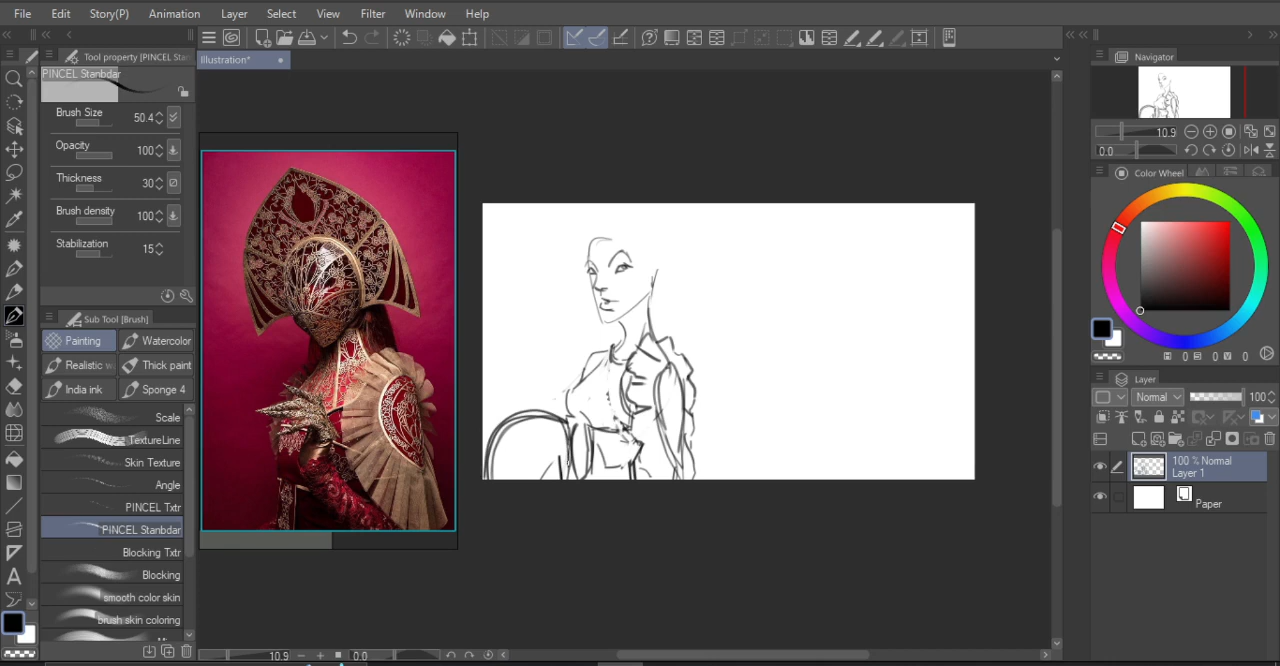 File Edit Story(P) Animation Layer Select View Filter Window Help
Tool property [PINCEL Star
Illustration*
Navigator
PINCEL Stanbdar
Brush Size 50.4
Opacity 100
Thickness 30
Brush density 100
Stabilization 15
10.9
0.0
Color Wheel
Sub Tool [Brush]
Painting Watercolor
Realistic w Thick paint
India ink Sponge 4
Scale
TextureLine
Skin Texture
Angle
PINCEL Txtr
PINCEL Stanbdar
Blocking Txtr
Blocking
smooth color skin
brush skin coloring
H 0 S 0 V 0
Layer
Normal 100
100 % Normal
Layer 1
Paper
10.9 0.0